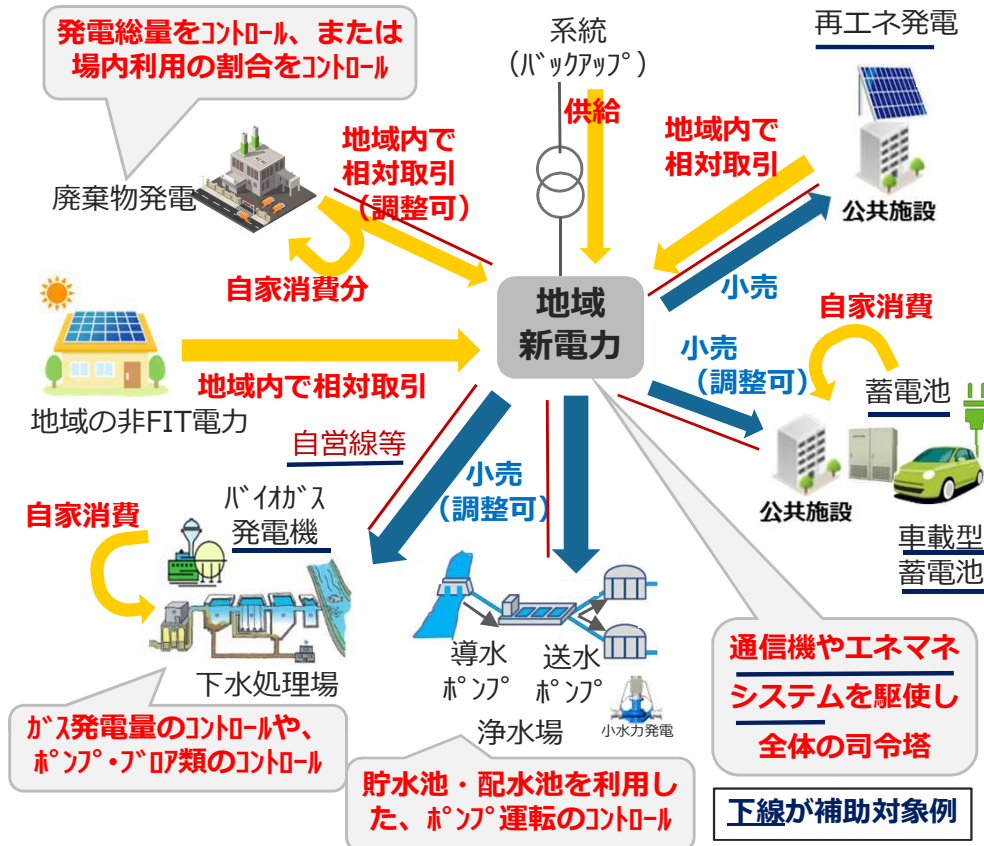 発電総量をｺﾝﾄﾛｰﾙ、または
場内利用の割合をｺﾝﾄﾛｰﾙ
系統
（ﾊﾞｯｸｱｯﾌﾟ）
供給
再エネ発電
廃棄物発電
地域内で
相対取引
（調整可）
自家消費分
地域内で
相対取引
公共施設
小売
地域
新電力
地域内で相対取引
地域の非FIT電力
小売
（調整可）
自家消費
蓄電池
公共施設
車載型
蓄電池
自営線等
小売
（調整可）
自家消費
ﾊﾞｲｵｶﾞｽ
発電機
下水処理場
導水
ﾎﾟﾝﾌﾟ
送水
ﾎﾟﾝﾌﾟ
浄水場
小水力発電
ｶﾞｽ発電量のｺﾝﾄﾛｰﾙや、
ﾎﾟﾝﾌﾟ・ﾌﾞﾛｱ類のｺﾝﾄﾛｰﾙ
貯水池・配水池を利用し
た、ﾎﾟﾝﾌﾟ運転のｺﾝﾄﾛｰﾙ
通信機やエネマネ
システムを駆使し
全体の司令塔
下線が補助対象例